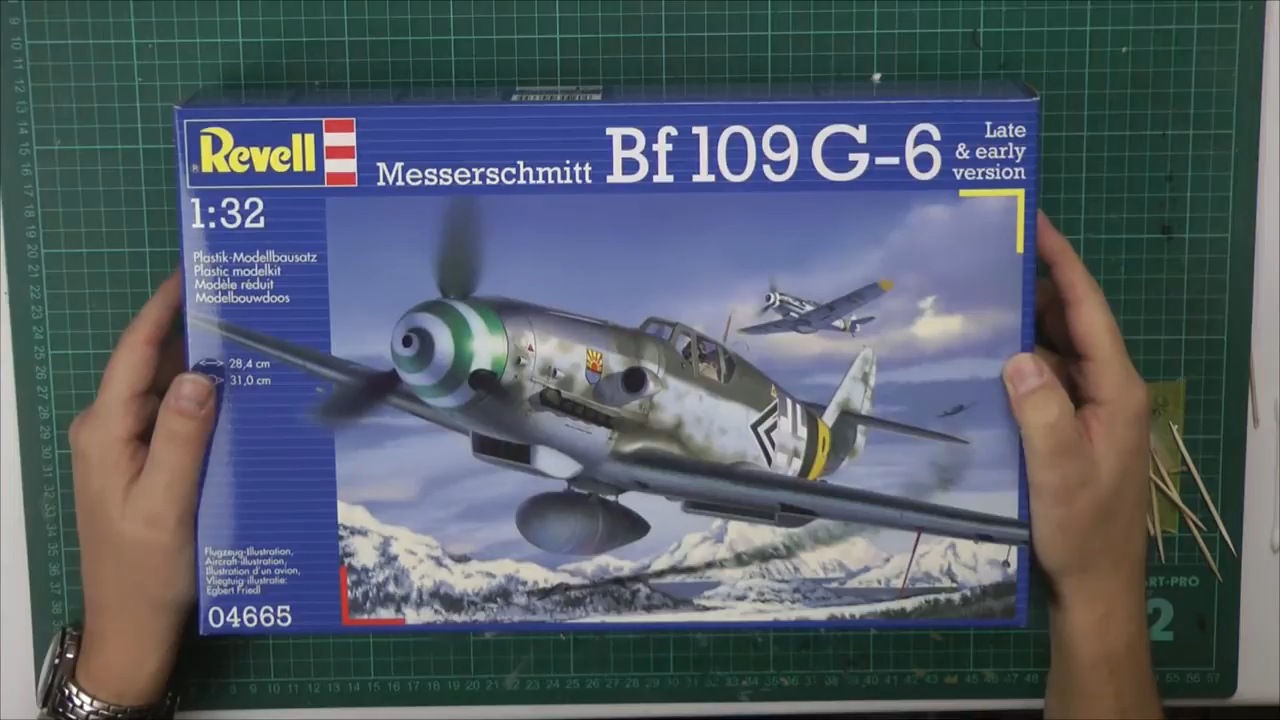 Revell
Messerschmitt Bf 109 G-6
Late
& early
version
1:32
Plastik-Modellbausatz
Plastic modelkit
Modèle réduit
Modelbouwdoos
28,4 cm
31,0 cm
Flugzeug-Illustration,
Aircraft-illustration,
Illustration d'un avion,
Vliegtuig-illustratie:
Egbert Friedl
04665
ART-PRO
2